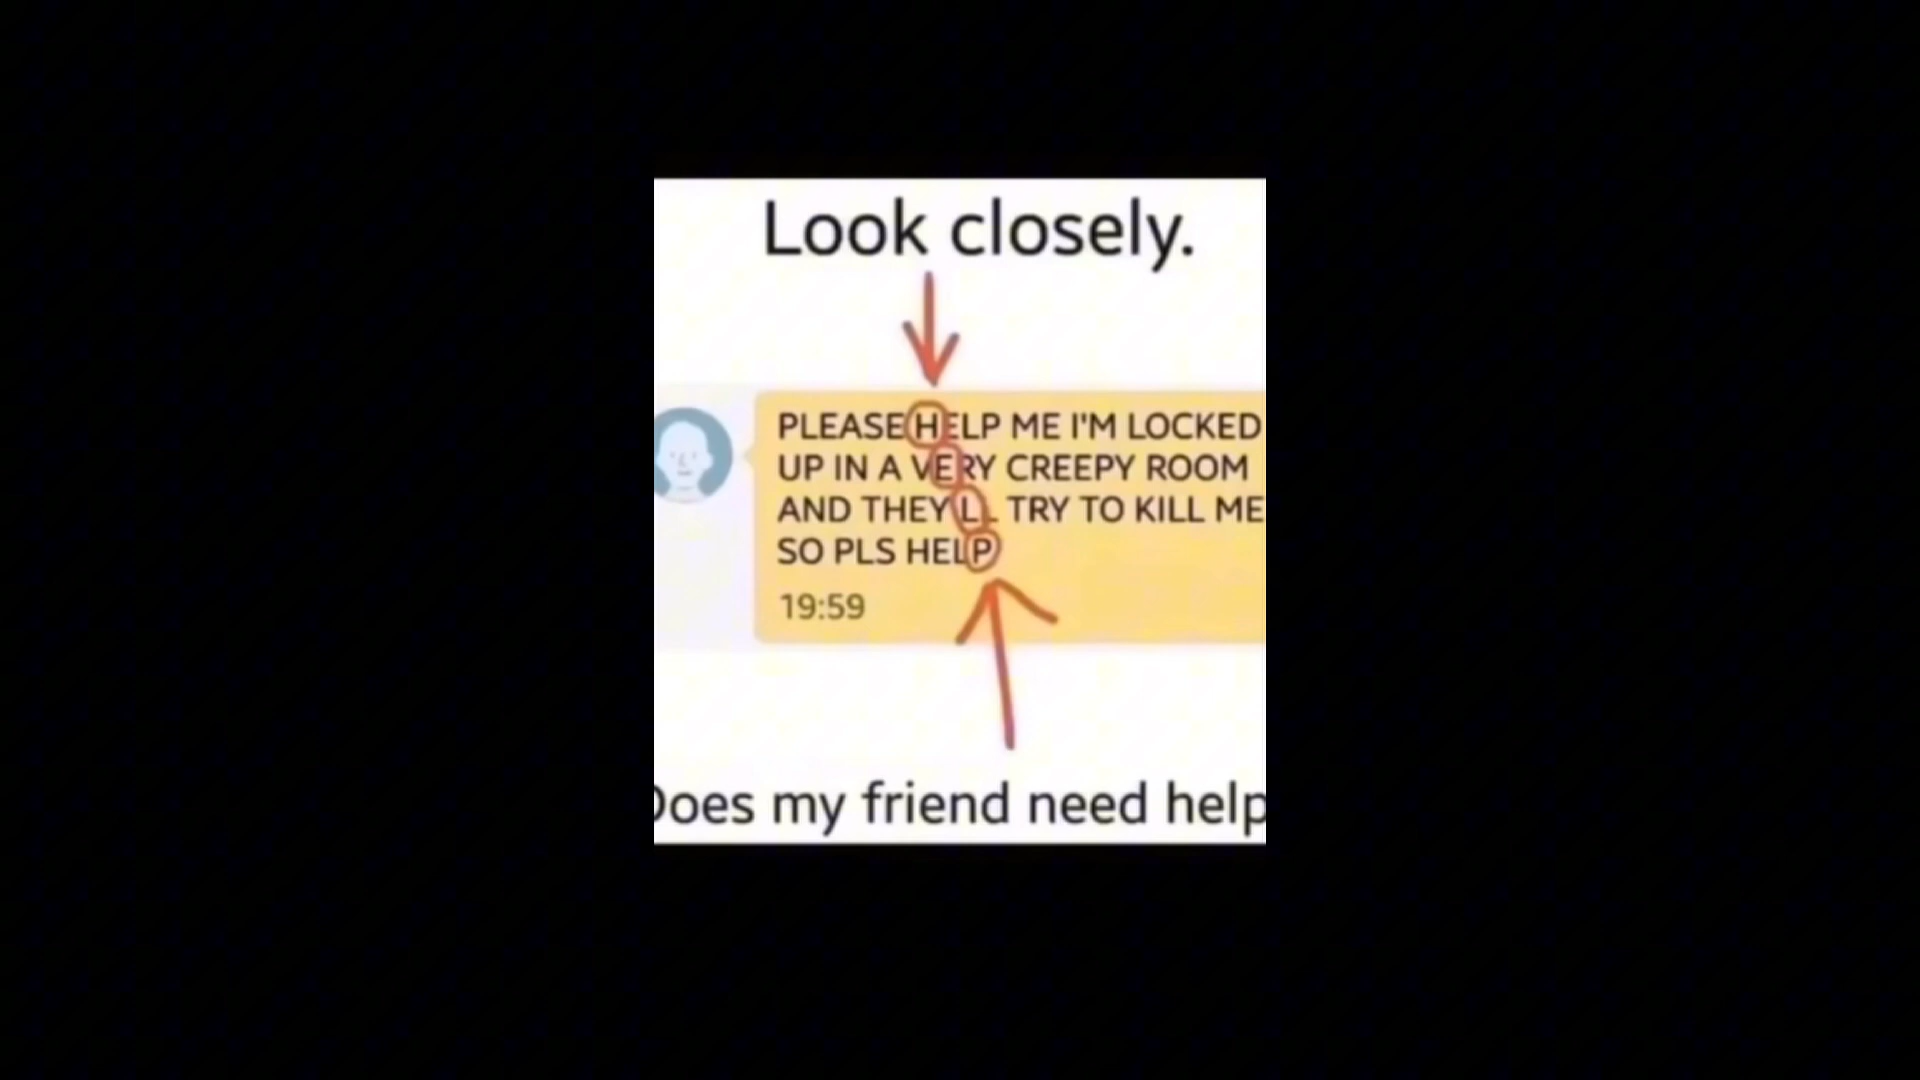 Look closely.
PLEASE HELP ME I'M LOCKED
UP IN A VERY CREEPY ROOM
AND THEY LL TRY TO KILL ME
SO PLS HELP
19:59
Does my friend need help